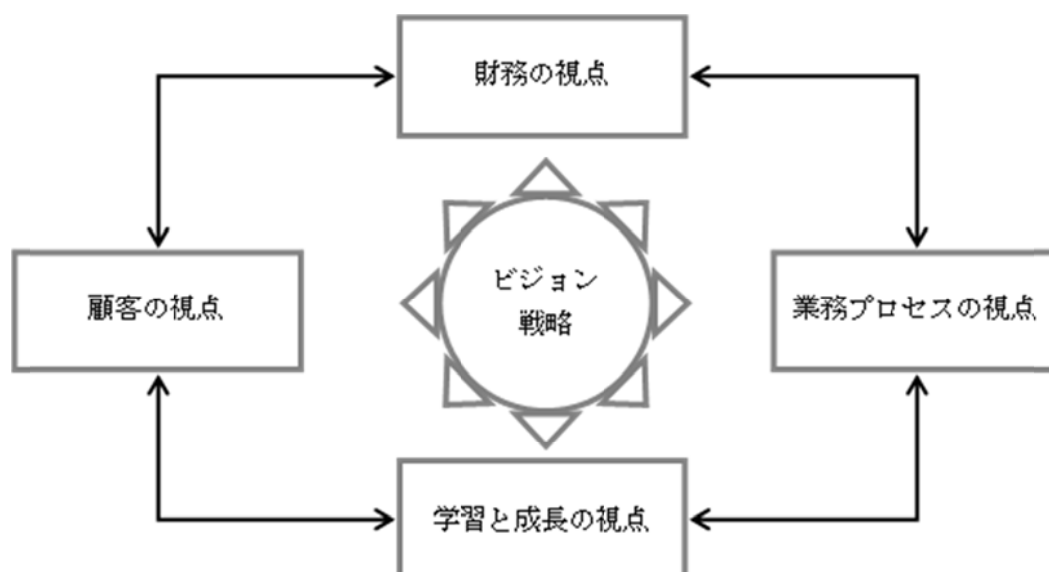 財務の視点
顧客の視点
ビジョン
戦略
業務プロセスの視点
学習と成長の視点